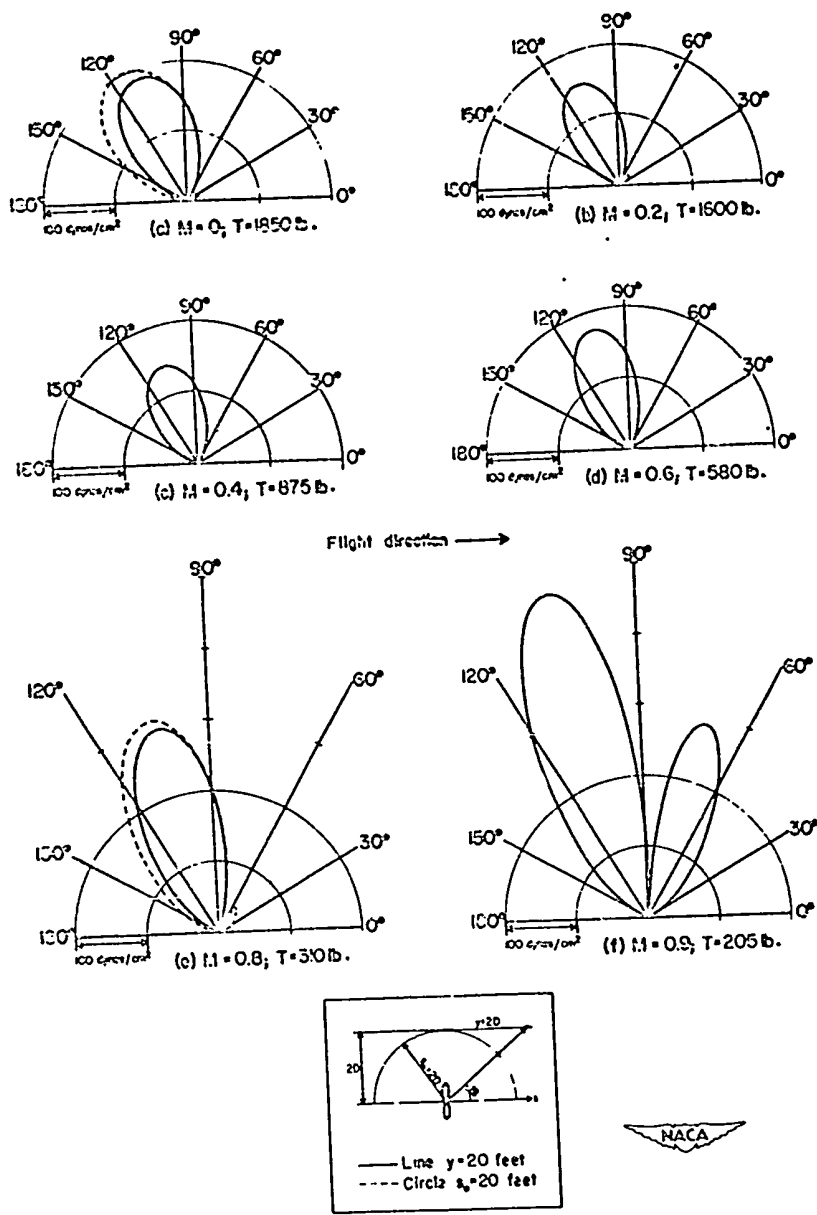 90°
120°
60°
150°
30°
180°
0°
100 dynes/cm²
(a) M = 0; T = 1850 lb.
90°
120°
60°
150°
30°
180°
0°
100 dynes/cm²
(b) M = 0.2; T = 1600 lb.
90°
120°
60°
150°
30°
180°
0°
100 dynes/cm²
(c) M = 0.4; T = 875 lb.
90°
120°
60°
150°
30°
180°
0°
100 dynes/cm²
(d) M = 0.6; T = 580 lb.
Flight direction
90°
120°
60°
150°
30°
180°
0°
100 dynes/cm²
(e) M = 0.8; T = 310 lb.
90°
120°
60°
150°
30°
180°
0°
100 dynes/cm²
(f) M = 0.9; T = 205 lb.
y=20
20
Line y = 20 feet
Circle s₀ = 20 feet
NACA